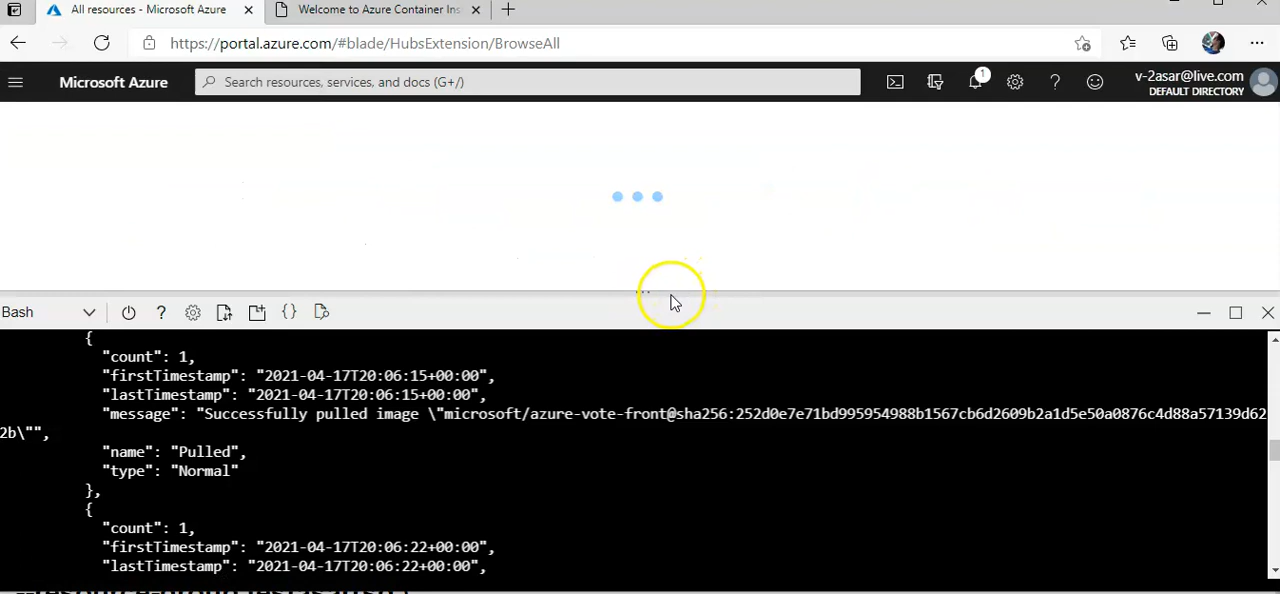 All resources - Microsoft Azure
Welcome to Azure Container Ins
https://portal.azure.com/#blade/HubsExtension/BrowseAll
Microsoft Azure
Search resources, services, and docs (G+/)
1
v-2asar@live.com
DEFAULT DIRECTORY
Bash
{
"count": 1,
"firstTimestamp": "2021-04-17T20:06:15+00:00",
"lastTimestamp": "2021-04-17T20:06:15+00:00",
"message": "Successfully pulled image \"microsoft/azure-vote-front@sha256:252d0e7e71bd995954988b1567cb6d2609b2a1d5e50a0876c4d88a57139d62
2b\"",
"name": "Pulled",
"type": "Normal"
},
{
"count": 1,
"firstTimestamp": "2021-04-17T20:06:22+00:00",
"lastTimestamp": "2021-04-17T20:06:22+00:00",